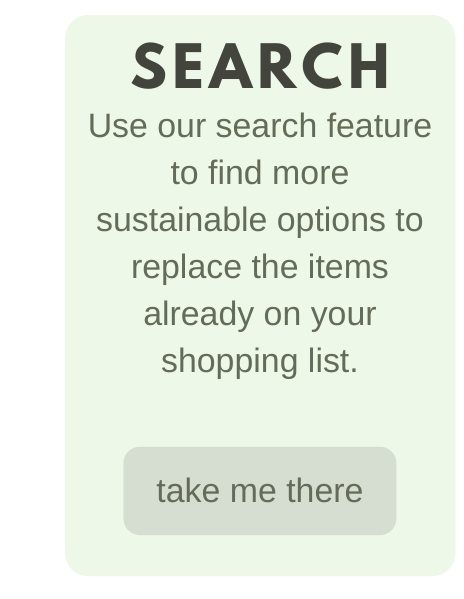 SEARCH
Use our search feature
to find more
sustainable options to
replace the items
already on your
shopping list.
take me there